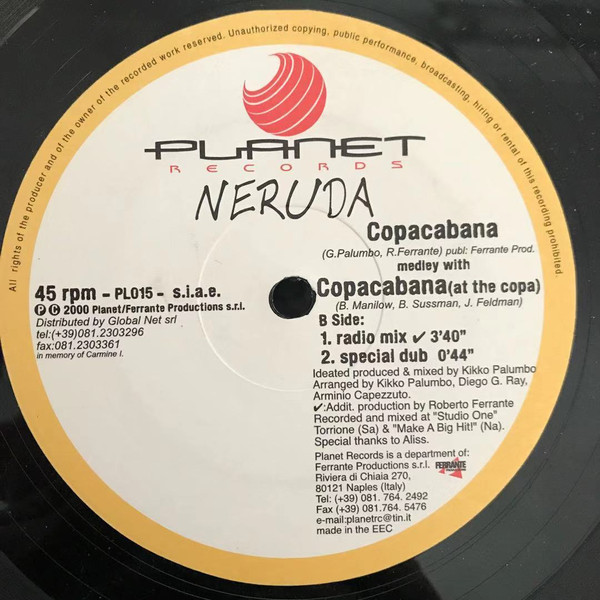 All rights of the producer and of the owner of the recorded work reserved. Unauthorized copying, public performance, broadcasting, hiring or rental of this recording prohibited.
PLANET
RECORDS
NERUDA
Copacabana
(G.Palumbo, R.Ferrante) publ: Ferrante Prod.
medley with
Copacabana(at the copa)
(B. Manilow, B. Sussman, J. Feldman)
45 rpm - PL015 - s.i.a.e.
Ⓟ Ⓒ 2000 Planet/Ferrante Productions s.r.l.
Distributed by Global Net srl
tel:(+39)081.2303296
fax:081.2303361
in memory of Carmine I.
B Side:
1. radio mix ✔ 3'40"
2. special dub 0'44"
Ideated produced & mixed by Kikko Palumbo
Arranged by Kikko Palumbo, Diego G. Ray,
Arminio Capezzuto.
✔:Addit. production by Roberto Ferrante
Recorded and mixed at "Studio One"
Torrione (Sa) & "Make A Big Hit!" (Na).
Special thanks to Aliss.
Planet Records is a department of:
Ferrante Productions s.r.l.
FERRANTE
Riviera di Chiaia 270,
80121 Naples (Italy)
Tel: (+39) 081. 764. 2492
Fax (+39) 081.764. 5476
e-mail:planetrc@tin.it
made in the EEC